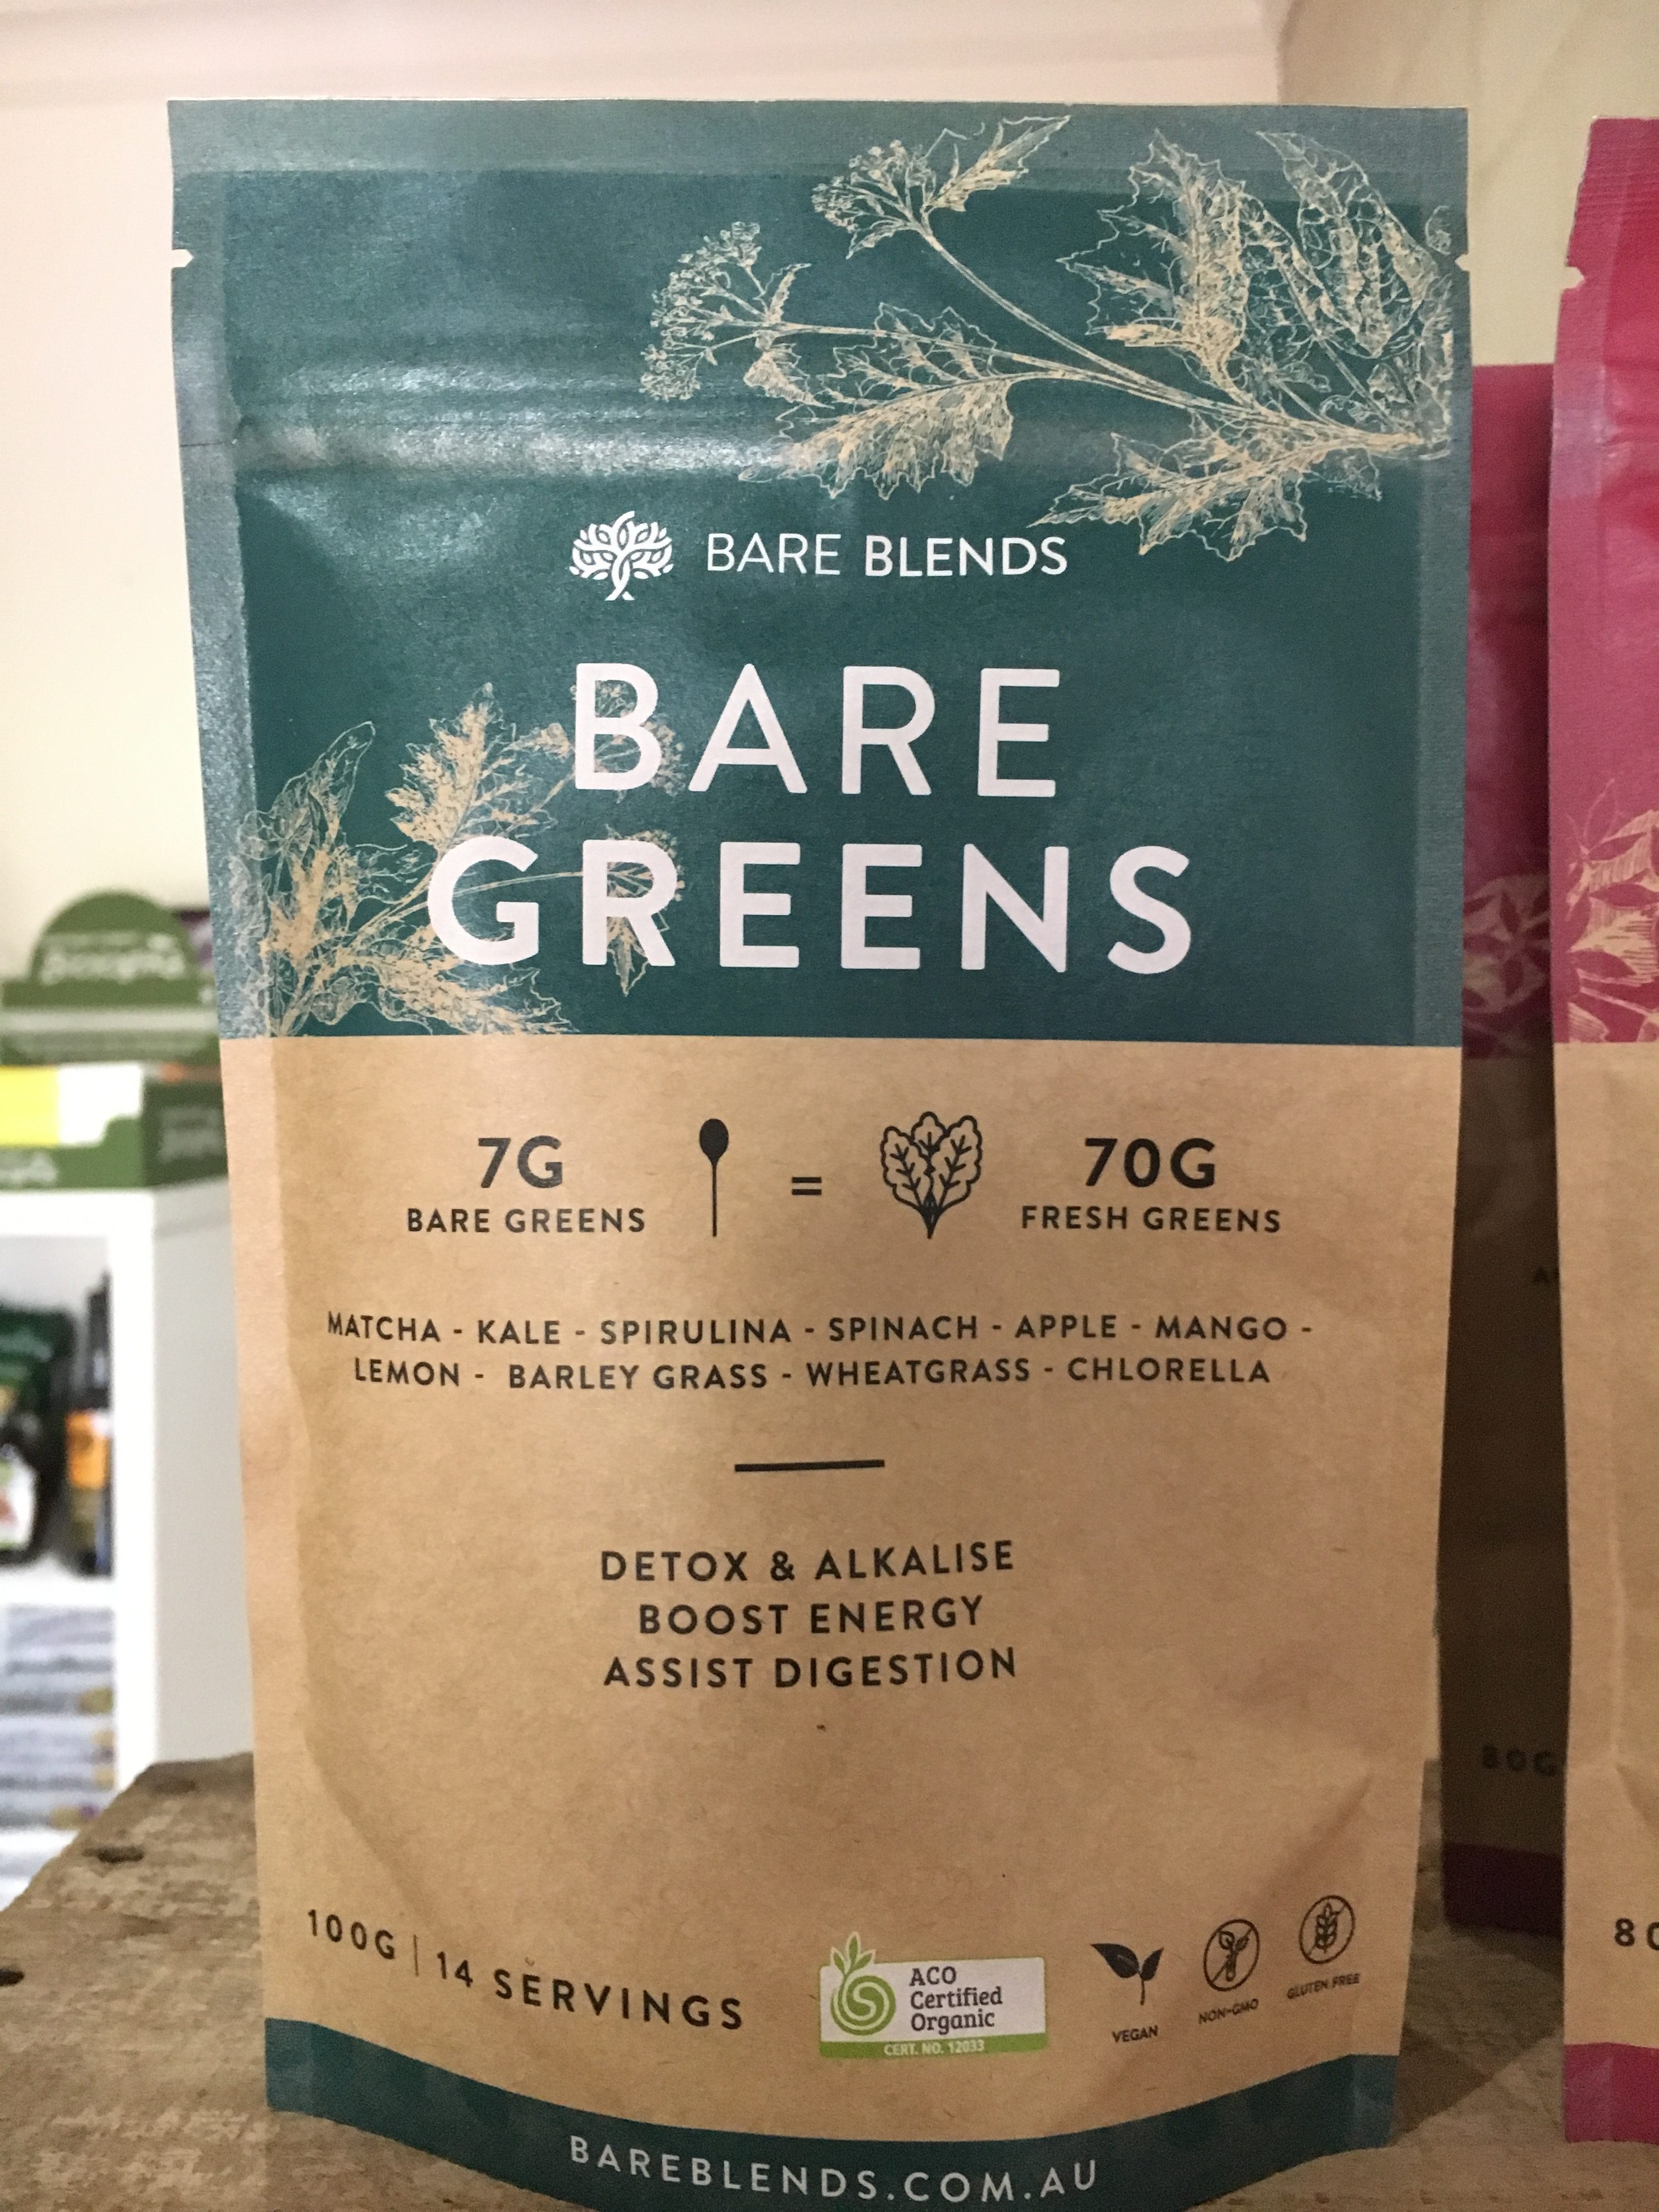 BARE BLENDS
BARE
GREENS
7G
BARE GREENS
=
70G
FRESH GREENS
MATCHA - KALE - SPIRULINA - SPINACH - APPLE - MANGO -
LEMON - BARLEY GRASS - WHEATGRASS - CHLORELLA
DETOX & ALKALISE
BOOST ENERGY
ASSIST DIGESTION
100G | 14 SERVINGS
ACO
Certified
Organic
CERT. NO. 12033
VEGAN
NON-GMO
GLUTEN FREE
BAREBLENDS.COM.AU
80G